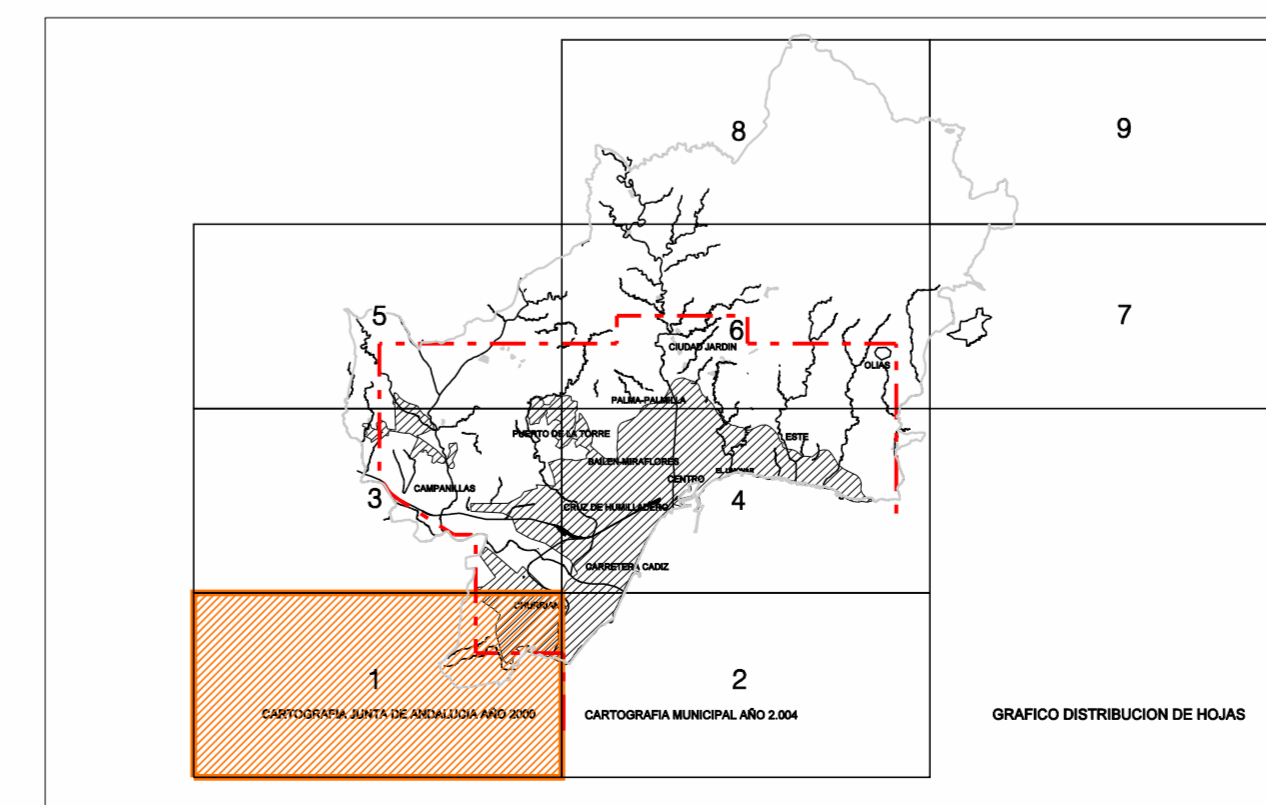 8
9
5
6
7
CIUDAD JARDIN
OLIAS
PALMA-PALMILLA
PUERTO DE LA TORRE
ESTE
BAILEN-MIRAFLORES
EL LIMONAR
CENTRO
CAMPANILLAS
3
4
CRUZ DE HUMILLADERO
CARRETERA CADIZ
CHURRIANA
1
2
CARTOGRAFIA JUNTA DE ANDALUCIA AÑO 2000
CARTOGRAFIA MUNICIPAL AÑO 2.004
GRAFICO DISTRIBUCION DE HOJAS